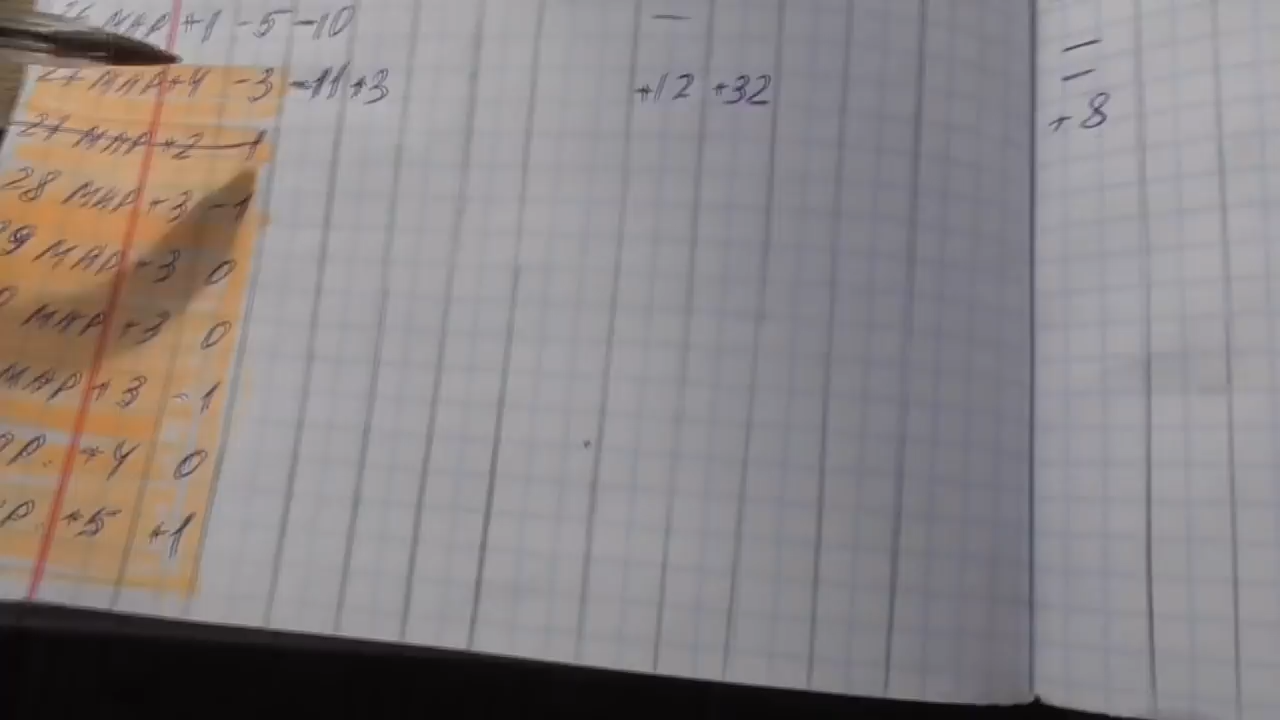 МАР +1 -5 -10 —
27 МАР +4 -3 -11 +3 +12 +32
27 МАР +2 -1
28 МАР +3 -1
29 МАР +3 0
МАР +3 0
МАР +3 -1
+4 0
+5 +1
—
—
+8